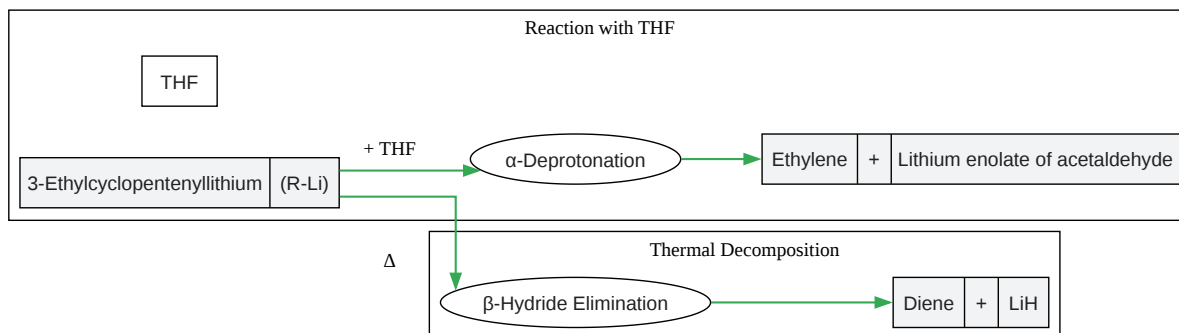 Reaction with THF
THF
+ THF
α-Deprotonation
Ethylene + Lithium enolate of acetaldehyde
3-Ethylcyclopentenyllithium (R-Li)
Δ
Thermal Decomposition
β-Hydride Elimination
Diene + LiH